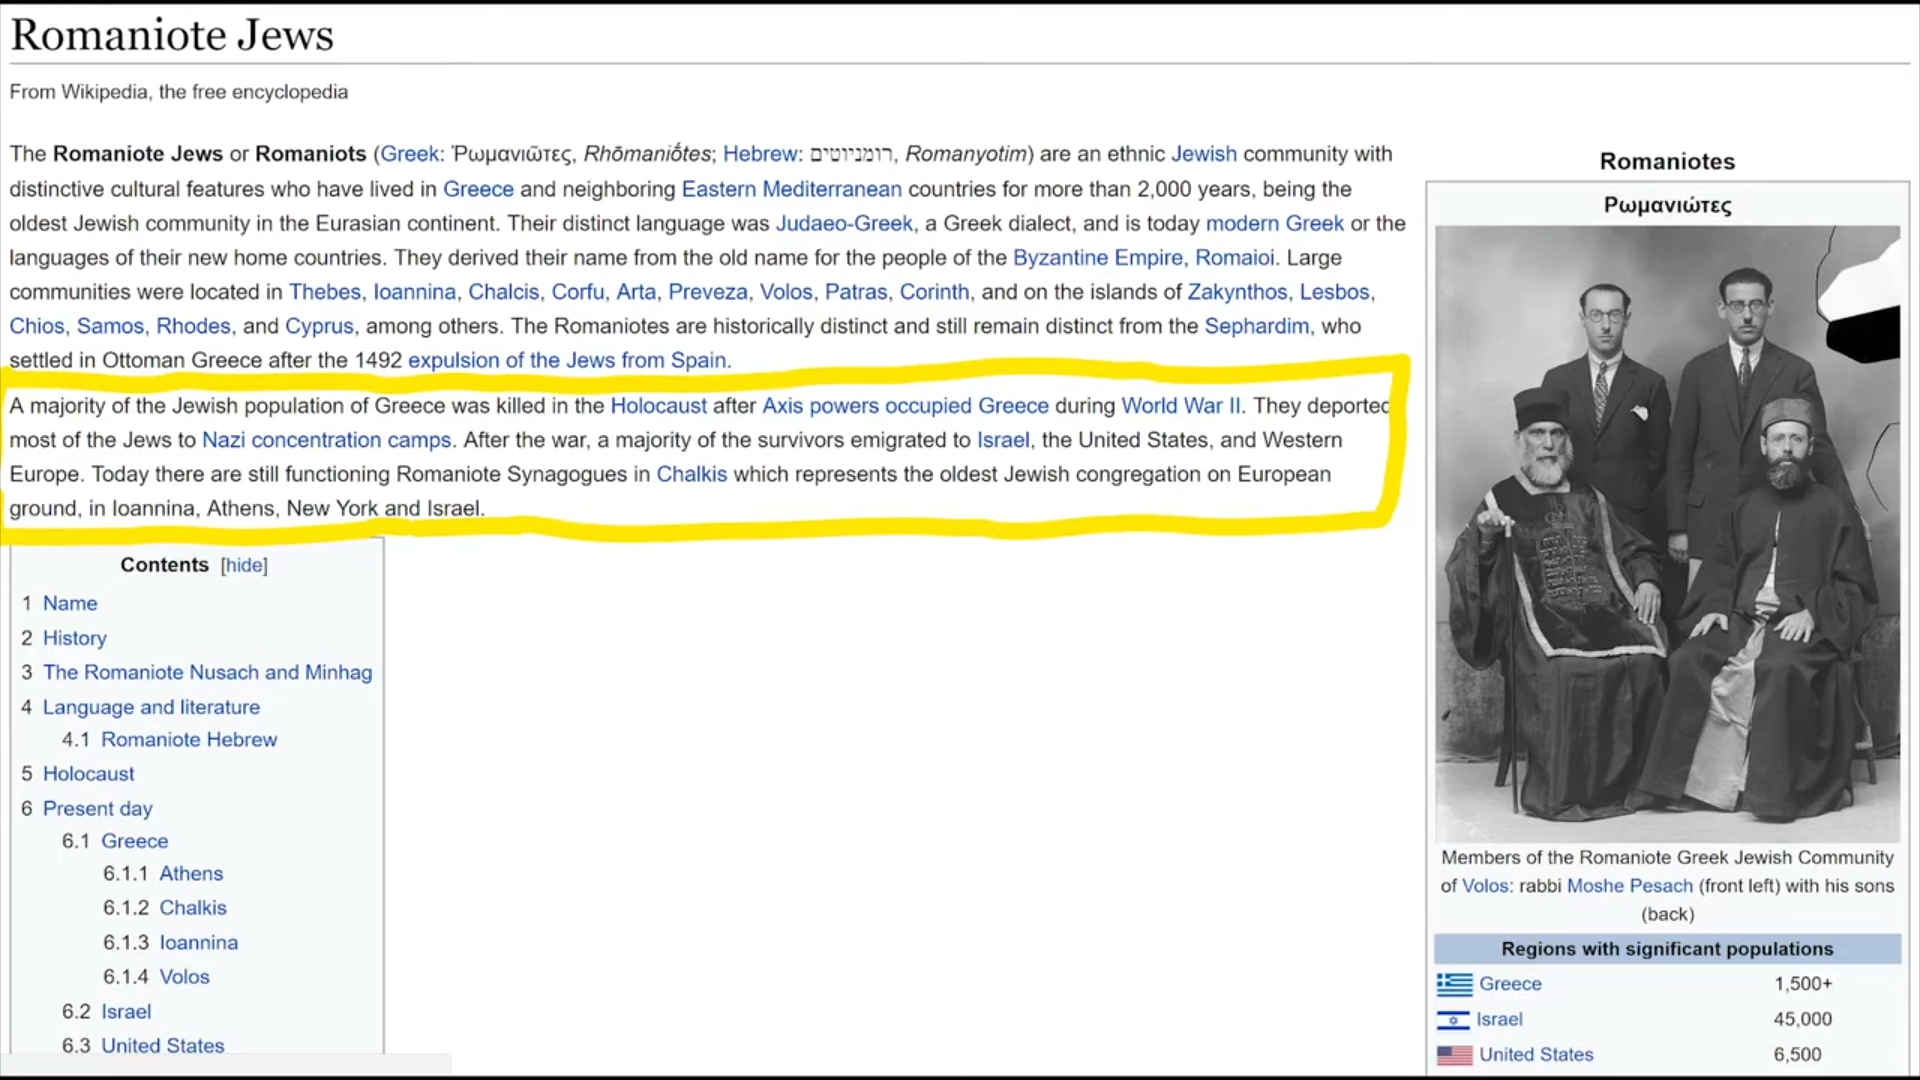 Romaniote Jews
From Wikipedia, the free encyclopedia
The Romaniote Jews or Romaniots (Greek: Ῥωμανιῶτες, Rhōmaniṓtes; Hebrew: רומניוטים, Romanyotim) are an ethnic Jewish community with
distinctive cultural features who have lived in Greece and neighboring Eastern Mediterranean countries for more than 2,000 years, being the
oldest Jewish community in the Eurasian continent. Their distinct language was Judaeo-Greek, a Greek dialect, and is today modern Greek or the
languages of their new home countries. They derived their name from the old name for the people of the Byzantine Empire, Romaioi. Large
communities were located in Thebes, Ioannina, Chalcis, Corfu, Arta, Preveza, Volos, Patras, Corinth, and on the islands of Zakynthos, Lesbos,
Chios, Samos, Rhodes, and Cyprus, among others. The Romaniotes are historically distinct and still remain distinct from the Sephardim, who
settled in Ottoman Greece after the 1492 expulsion of the Jews from Spain.
A majority of the Jewish population of Greece was killed in the Holocaust after Axis powers occupied Greece during World War II. They deported
most of the Jews to Nazi concentration camps. After the war, a majority of the survivors emigrated to Israel, the United States, and Western
Europe. Today there are still functioning Romaniote Synagogues in Chalkis which represents the oldest Jewish congregation on European
ground, in Ioannina, Athens, New York and Israel.
Contents [hide]
1 Name
2 History
3 The Romaniote Nusach and Minhag
4 Language and literature
4.1 Romaniote Hebrew
5 Holocaust
6 Present day
6.1 Greece
6.1.1 Athens
6.1.2 Chalkis
6.1.3 Ioannina
6.1.4 Volos
6.2 Israel
6.3 United States
Romaniotes
Ρωμανιώτες
Members of the Romaniote Greek Jewish Community
of Volos: rabbi Moshe Pesach (front left) with his sons
(back)
Regions with significant populations
Greece 1,500+
Israel 45,000
United States 6,500